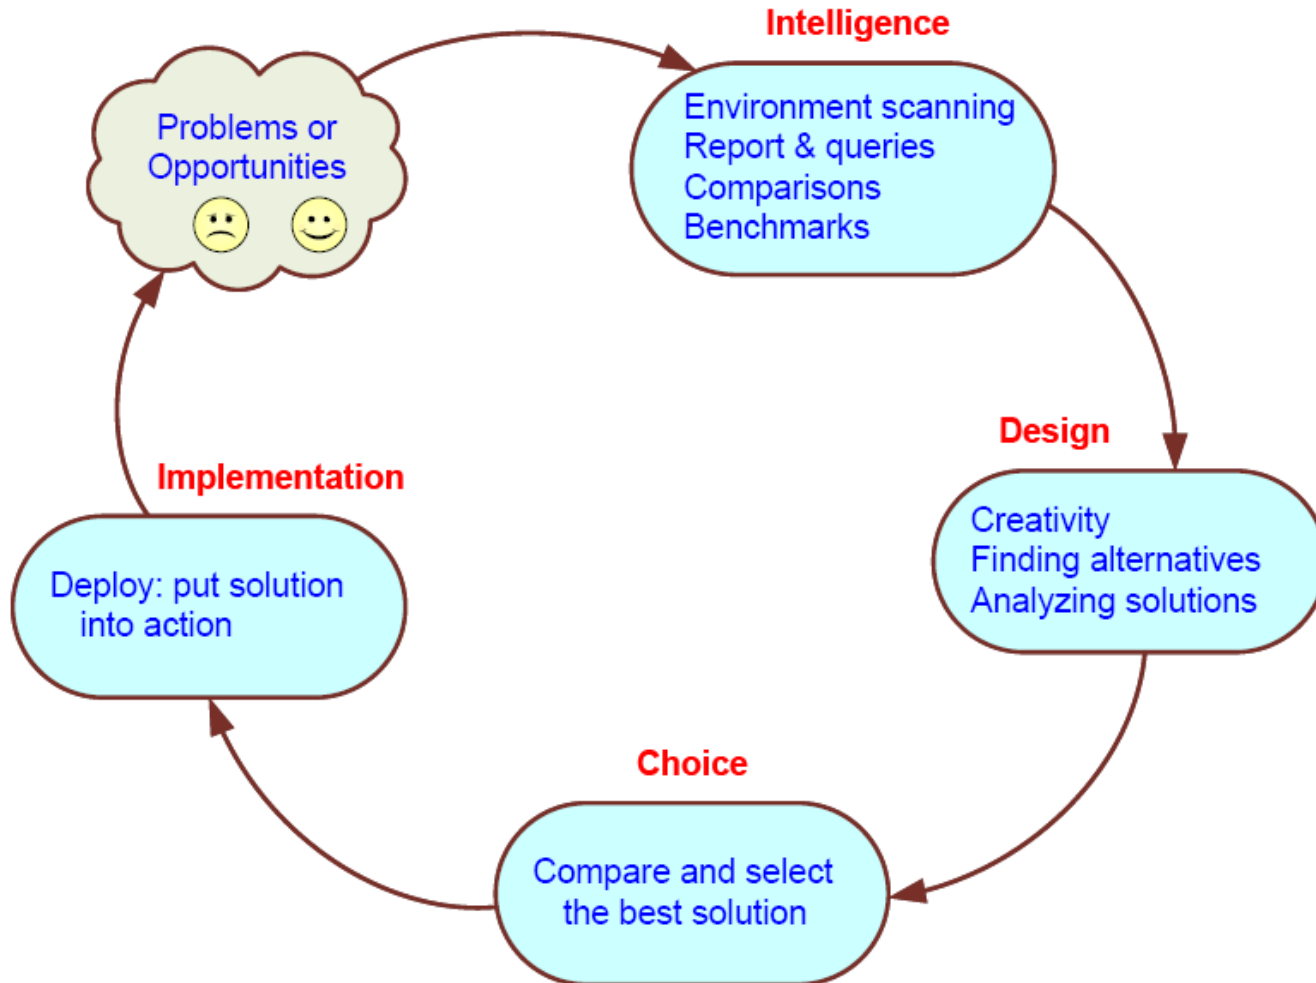 Problems or
Opportunities
Intelligence
Environment scanning
Report & queries
Comparisons
Benchmarks
Design
Creativity
Finding alternatives
Analyzing solutions
Choice
Compare and select
the best solution
Implementation
Deploy: put solution
into action